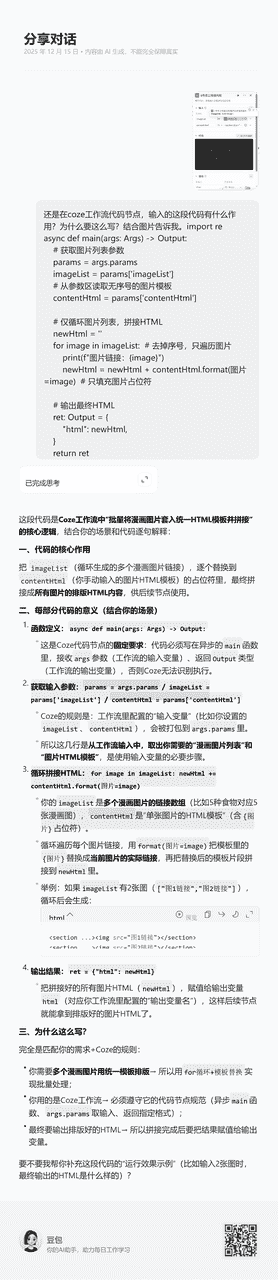 分享对话
2025 年 12 月 15 日 • 内容由 AI 生成，不能完全保障真实
还是在coze工作流代码节点，输入的这段代码有什么作
用？为什么要这么写？结合图片告诉我。import re
async def main(args: Args) -> Output:
# 获取图片列表参数
params = args.params
imageList = params['imageList']
# 从参数区读取无序号的图片模板
contentHtml = params['contentHtml']
# 仅循环图片列表，拼接HTML
newHtml = ''
for image in imageList:  # 去掉序号，只遍历图片
print(f"图片链接：{image}")
newHtml = newHtml + contentHtml.format(图片
=image)  # 只填充图片占位符
# 输出最终HTML
ret: Output = {
"html": newHtml,
}
return ret
已完成思考
这段代码是Coze工作流中“批量将漫画图片套入统一HTML模板并拼接”
的核心逻辑，结合你的场景和代码逐句解释：
一、代码的核心作用
把 imageList（循环生成的多个漫画图片链接），逐个替换到
contentHtml（你手动输入的图片HTML模板）的占位符里，最终拼
接成所有图片的排版HTML内容，供后续节点使用。
二、每部分代码的意义（结合你的场景）
1. 函数定义：async def main(args: Args) -> Output:
◦ 这是Coze代码节点的固定要求：代码必须写在异步的 main 函数
里，接收 args 参数（工作流的输入变量）、返回 Output 类型
（工作流的输出变量），否则Coze无法识别执行。
2. 获取输入参数：params = args.params / imageList =
params['imageList'] / contentHtml = params['contentHtml']
◦ Coze的规则是：工作流里配置的“输入变量”（比如你设置的
imageList、contentHtml），会被打包到 args.params 里。
◦ 所以这几行是从工作流输入中，取出你需要的“漫画图片列表”和
“图片HTML模板”，是使用输入变量的必要步骤。
3. 循环拼接HTML：for image in imageList: newHtml +=
contentHtml.format(图片=image)
◦ 你的 imageList 是多个漫画图片的链接数组（比如5种食物对应5
张漫画图），contentHtml 是“单张图片的HTML模板”（含 {图
片} 占位符）。
◦ 循环遍历每个图片链接，用 format(图片=image) 把模板里的
{图片} 替换成当前图片的实际链接，再把替换后的模板片段拼
接到 newHtml 里。
◦ 举例：如果 imageList 有2张图（["图1链接","图2链接"]），
循环后会生成：
html
预览
<section ...><img src="图1链接"></section>
4. 输出结果：ret = {"html": newHtml}
◦ 把拼接好的所有图片HTML（newHtml），赋值给输出变量
html（对应你工作流里配置的“输出变量名”），这样后续节点
就能拿到排版好的图片HTML了。
三、为什么这么写？
完全是匹配你的需求+Coze的规则：
• 你需要多个漫画图片用统一模板排版→ 所以用 for循环+模板替换 实
现批量处理；
• 你用的是Coze工作流→ 必须遵守它的代码节点规范（异步 main 函
数、args.params 取输入、返回指定格式）；
• 最终要输出排版好的HTML→ 所以拼接完成后要把结果赋值给输出
变量。
要不要我帮你补充这段代码的“运行效果示例”（比如输入2张图时，
最终输出的HTML是什么样的）？
豆包
你的AI助手，助力每日工作学习